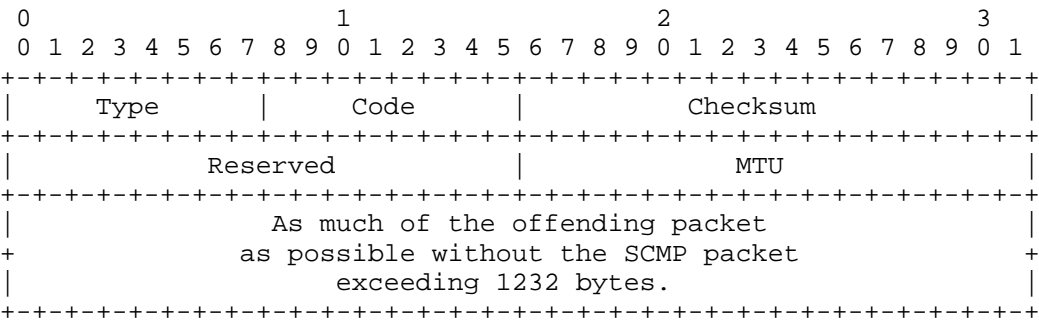 0                   1                   2                   3
 0 1 2 3 4 5 6 7 8 9 0 1 2 3 4 5 6 7 8 9 0 1 2 3 4 5 6 7 8 9 0 1
+-+-+-+-+-+-+-+-+-+-+-+-+-+-+-+-+-+-+-+-+-+-+-+-+-+-+-+-+-+-+-+-+
|     Type      |     Code      |          Checksum             |
+-+-+-+-+-+-+-+-+-+-+-+-+-+-+-+-+-+-+-+-+-+-+-+-+-+-+-+-+-+-+-+-+
|            Reserved           |             MTU               |
+-+-+-+-+-+-+-+-+-+-+-+-+-+-+-+-+-+-+-+-+-+-+-+-+-+-+-+-+-+-+-+-+
|                As much of the offending packet                |
+              as possible without the SCMP packet              +
|                    exceeding 1232 bytes.                      |
+-+-+-+-+-+-+-+-+-+-+-+-+-+-+-+-+-+-+-+-+-+-+-+-+-+-+-+-+-+-+-+-+